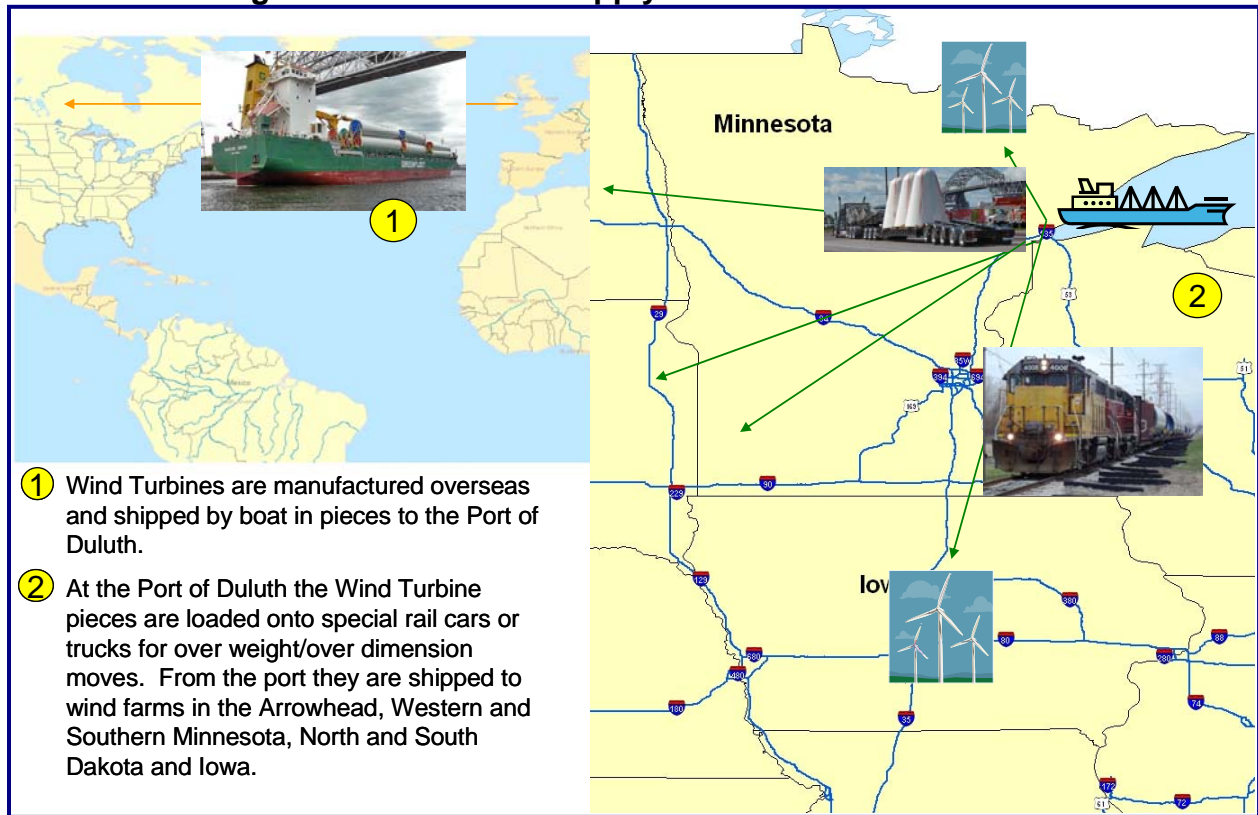 1
Minnesota
35
2
29
94
53
35W
394
694
51
169
90
229
Iow
129
380
80
88
680
280
480
180
74
35
172
61
72
1 Wind Turbines are manufactured overseas
and shipped by boat in pieces to the Port of
Duluth.
2 At the Port of Duluth the Wind Turbine
pieces are loaded onto special rail cars or
trucks for over weight/over dimension
moves. From the port they are shipped to
wind farms in the Arrowhead, Western and
Southern Minnesota, North and South
Dakota and Iowa.